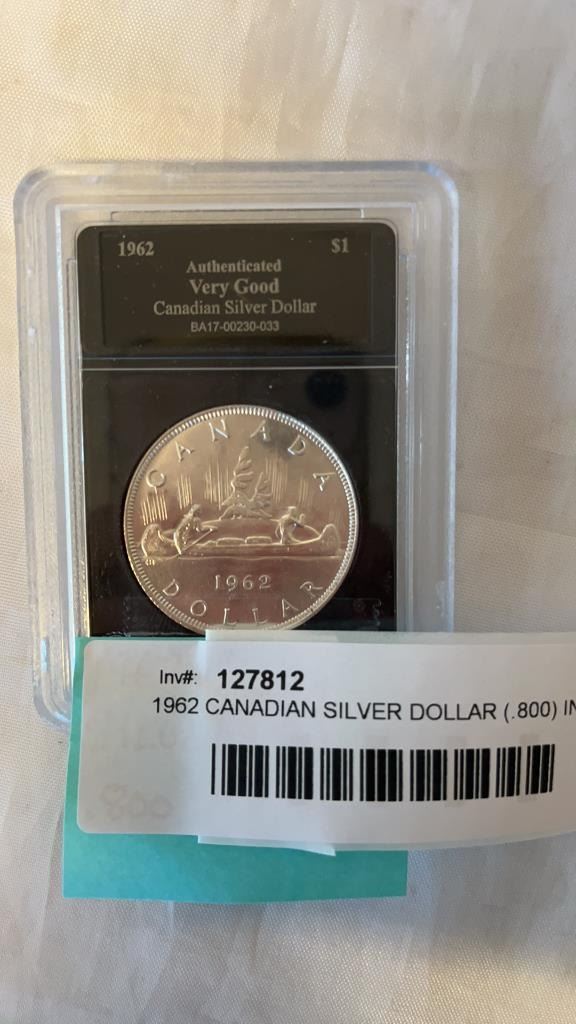 1962 $1
Authenticated
Very Good
Canadian Silver Dollar
BA17-00230-033
CANADA
1962
DOLLAR
Inv#: 127812
1962 CANADIAN SILVER DOLLAR (.800)